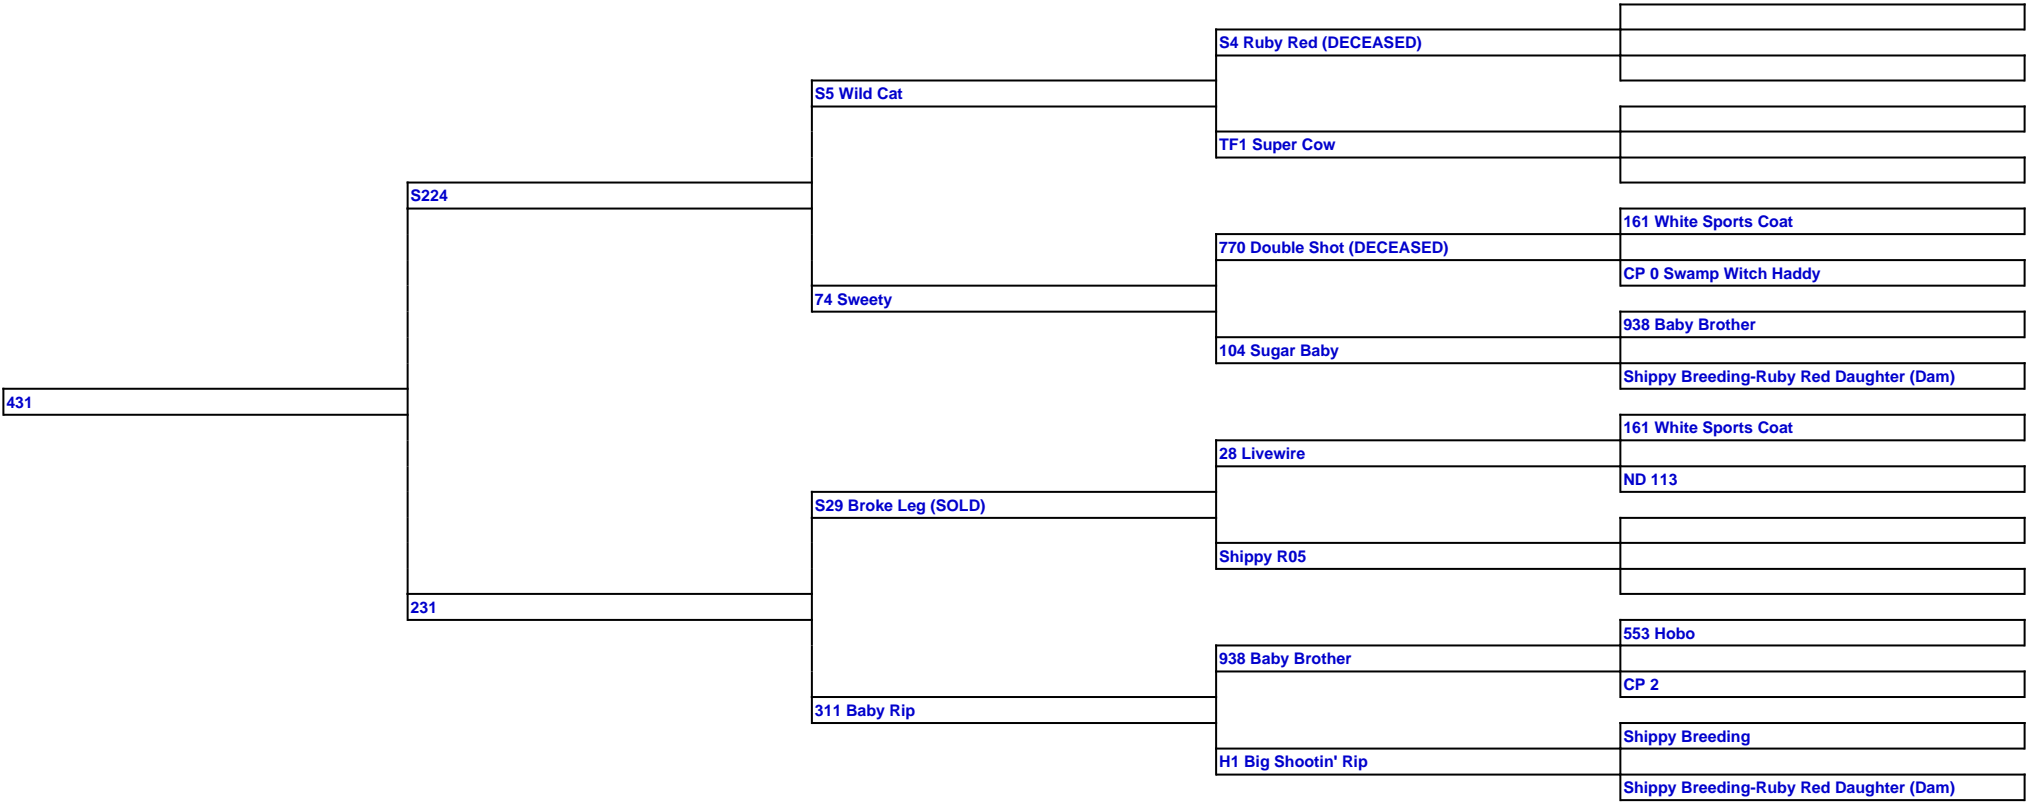 S4 Ruby Red (DECEASED)
S5 Wild Cat
TF1 Super Cow
S224
161 White Sports Coat
770 Double Shot (DECEASED)
CP 0 Swamp Witch Haddy
74 Sweety
938 Baby Brother
104 Sugar Baby
Shippy Breeding-Ruby Red Daughter (Dam)
431
161 White Sports Coat
28 Livewire
ND 113
S29 Broke Leg (SOLD)
Shippy R05
231
553 Hobo
938 Baby Brother
CP 2
311 Baby Rip
Shippy Breeding
H1 Big Shootin' Rip
Shippy Breeding-Ruby Red Daughter (Dam)